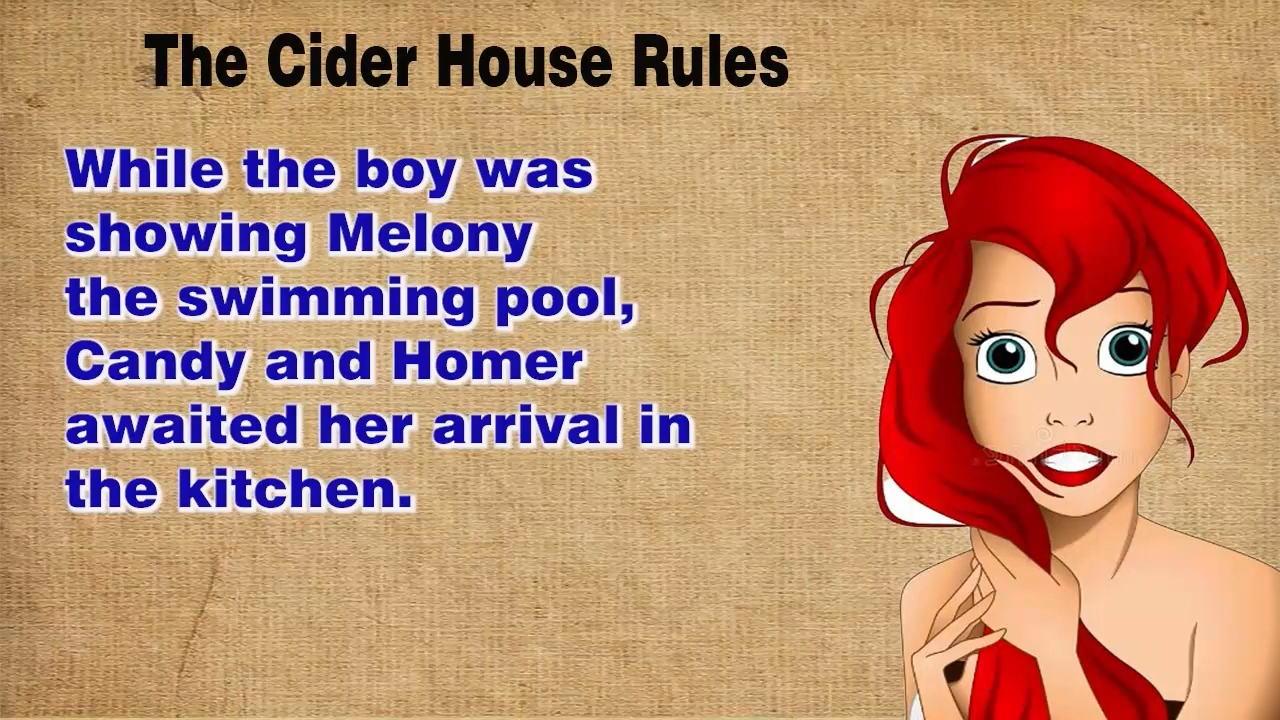 The Cider House Rules
While the boy was
showing Melony
the swimming pool,
Candy and Homer
awaited her arrival in
the kitchen.